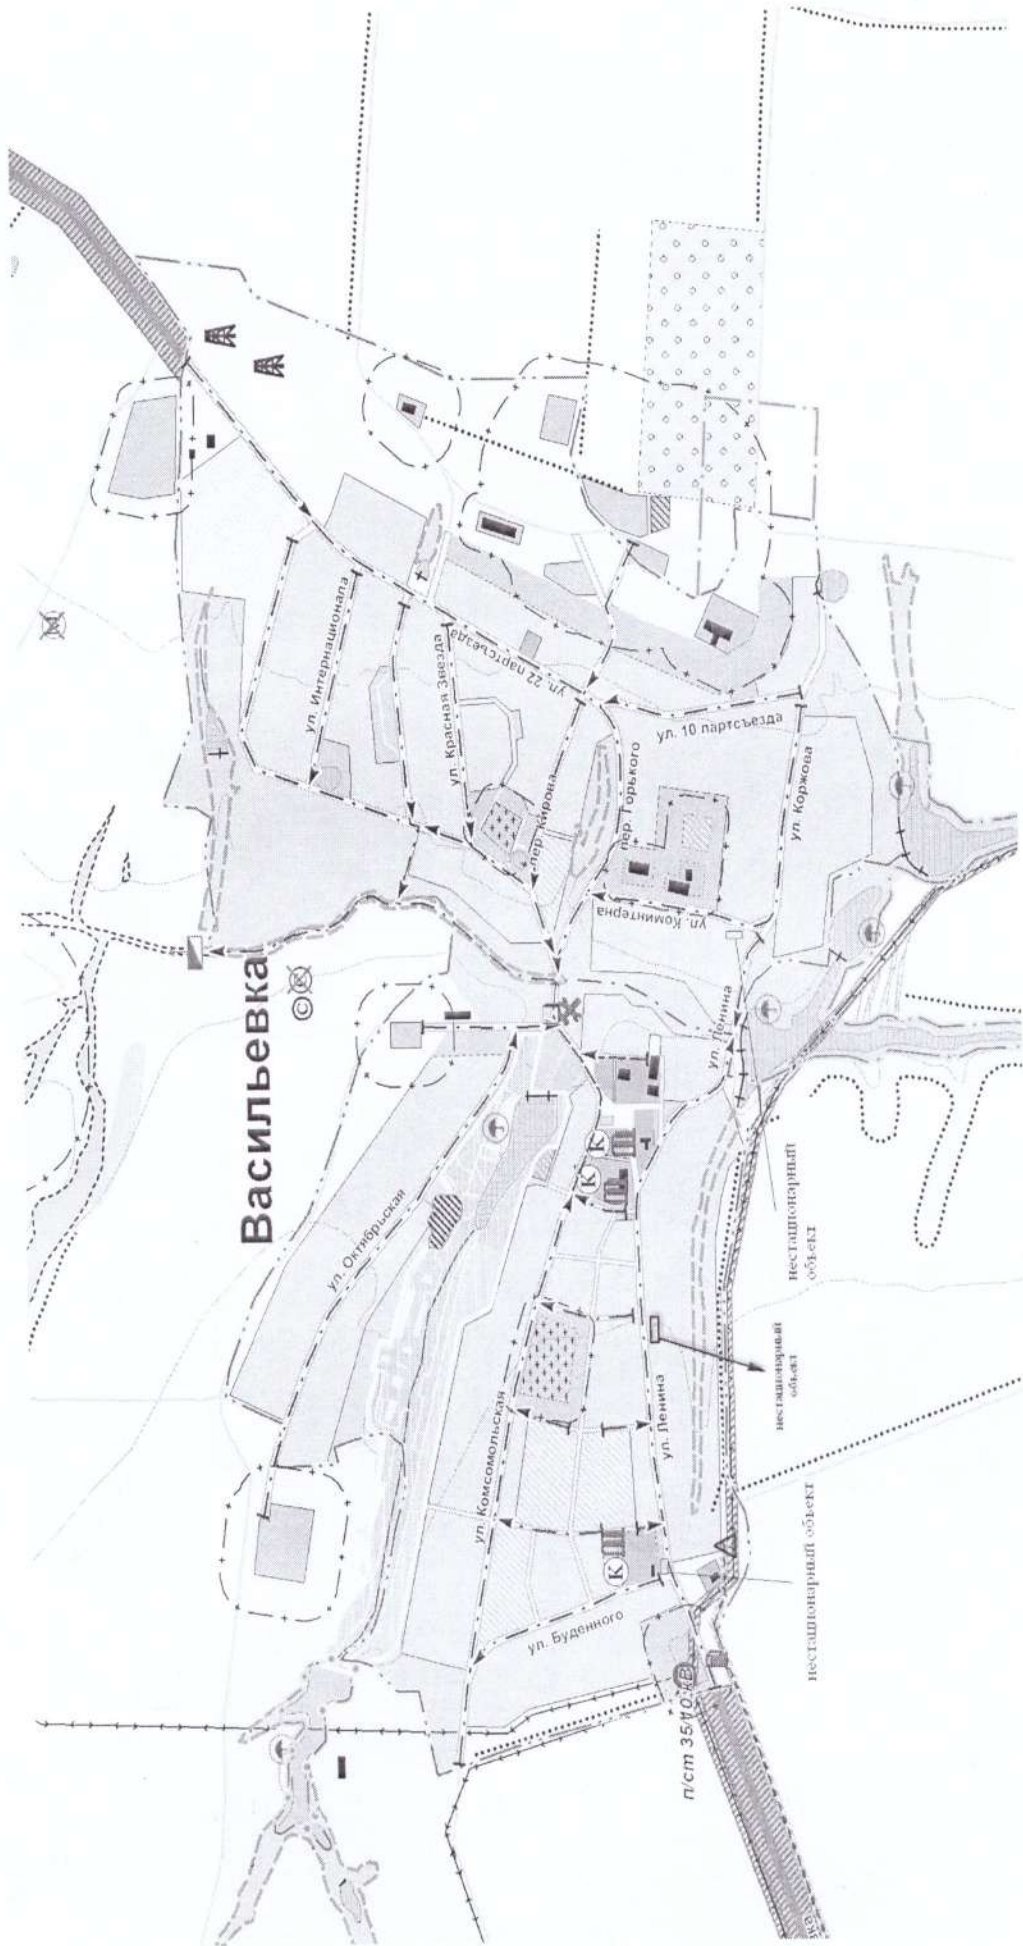 Васильевка
ул. Интернационала
ул. Красная Звезда
ул. 22 партсъезда
пер. Кирова
пер. Горького
ул. 10 партсъезда
ул. Коржова
ул. Коминтерна
ул. Ленина
ул. Октябрьская
К
К
нестационарный
объект
нестационарный
объект
ул. Комсомольская
ул. Ленина
нестационарный объект
К
ул. Буденного
п/ст 35/10 кВ